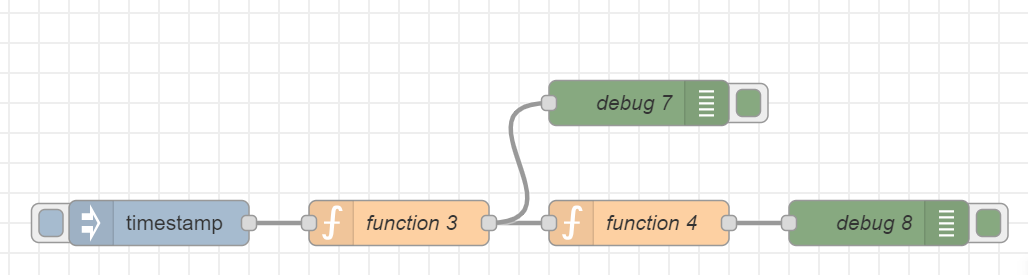 debug 7
timestamp
function 3
function 4
debug 8